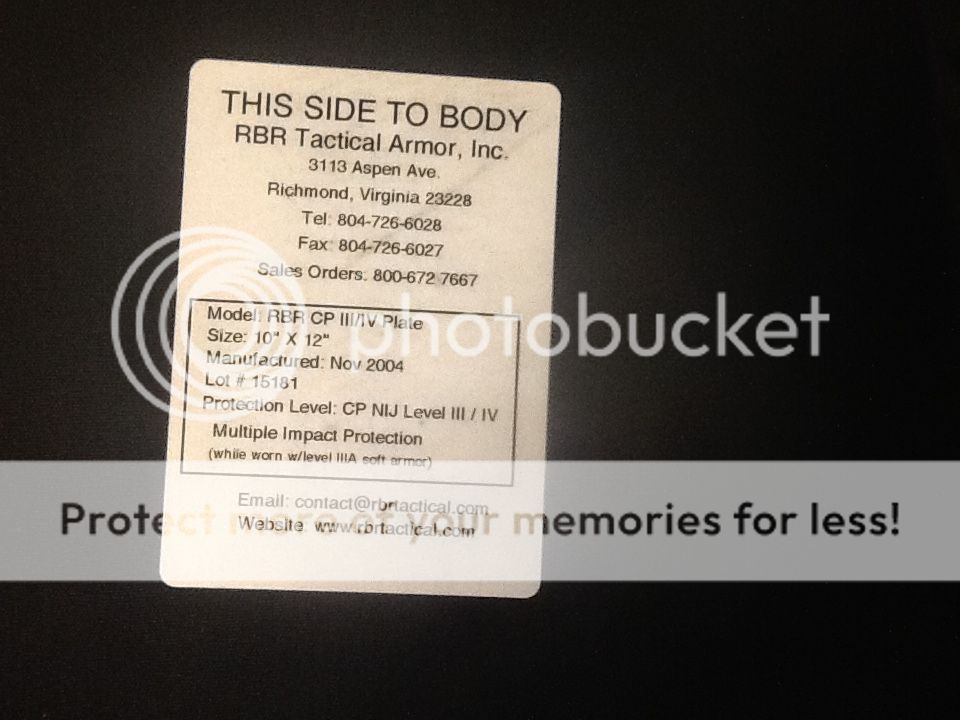 THIS SIDE TO BODY
RBR Tactical Armor, Inc.
3113 Aspen Ave.
Richmond, Virginia 23228
Tel: 804-726-6028
Fax: 804-726-6027
Sales Orders: 800-672 7667
Model: RBR CP III/IV Plate
Size: 10" X 12"
Manufactured: Nov 2004
Lot # 15181
Protection Level: CP NIJ Level III / IV
Multiple Impact Protection
(while worn w/level IIIA soft armor)
Email: contact@rbrtactical.com
Website: www.rbrtactical.com
photobucket
Protect more of your memories for less!